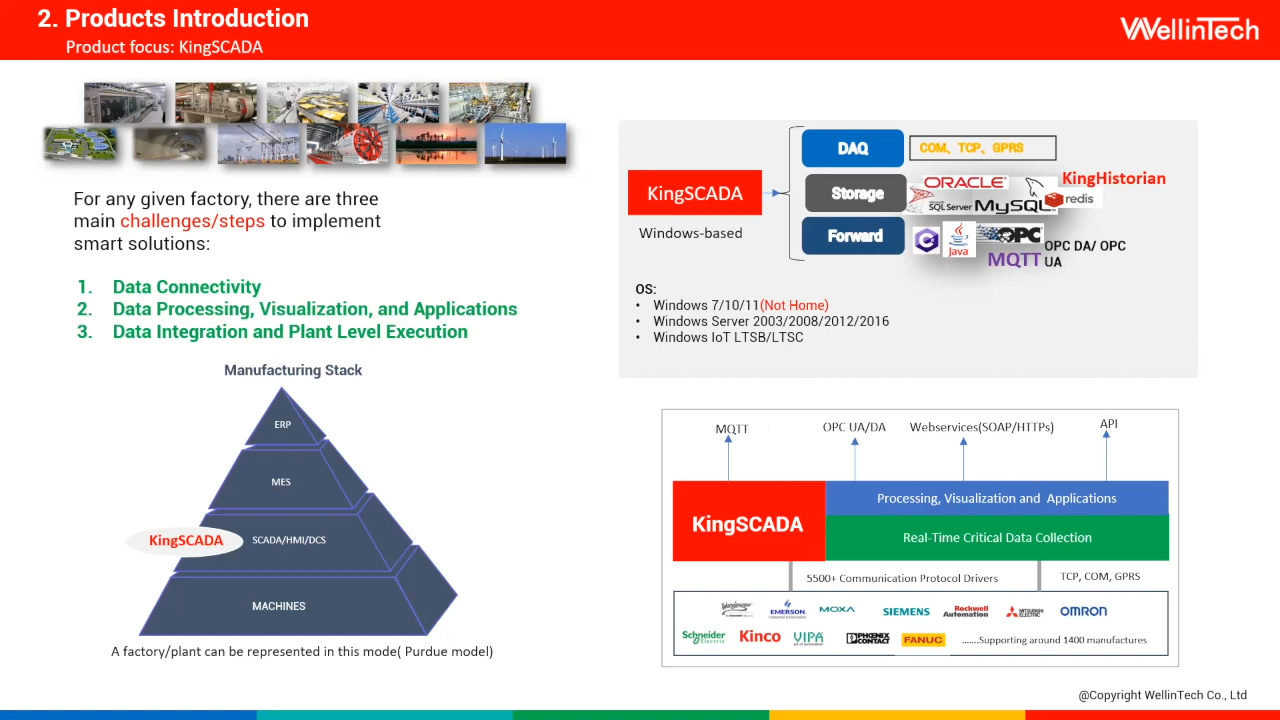 2. Products Introduction
Product focus: KingSCADA
WellinTech
For any given factory, there are three
main challenges/steps to implement
smart solutions:
1. Data Connectivity
2. Data Processing, Visualization, and Applications
3. Data Integration and Plant Level Execution
Manufacturing Stack
ERP
MES
KingSCADA
SCADA/HMI/DCS
MACHINES
A factory/plant can be represented in this mode( Purdue model)
KingSCADA
Windows-based
DAQ
COM、TCP、GPRS
Storage
ORACLE
SQL Server
MySQL
KingHistorian
redis
Forward
C#
Java
OPC
MQTT
OPC DA/ OPC
UA
OS:
• Windows 7/10/11(Not Home)
• Windows Server 2003/2008/2012/2016
• Windows IoT LTSB/LTSC
MQTT
OPC UA/DA
Webservices(SOAP/HTTPs)
API
KingSCADA
Processing, Visualization and Applications
Real-Time Critical Data Collection
5500+ Communication Protocol Drivers
TCP, COM, GPRS
EMERSON
MOXA
SIEMENS
Rockwell
Automation
MITSUBISHI
ELECTRIC
OMRON
Schneider
Electric
Kinco
VIPA
PHŒNIX
CONTACT
FANUC
.......Supporting around 1400 manufactures
@Copyright WellinTech Co., Ltd